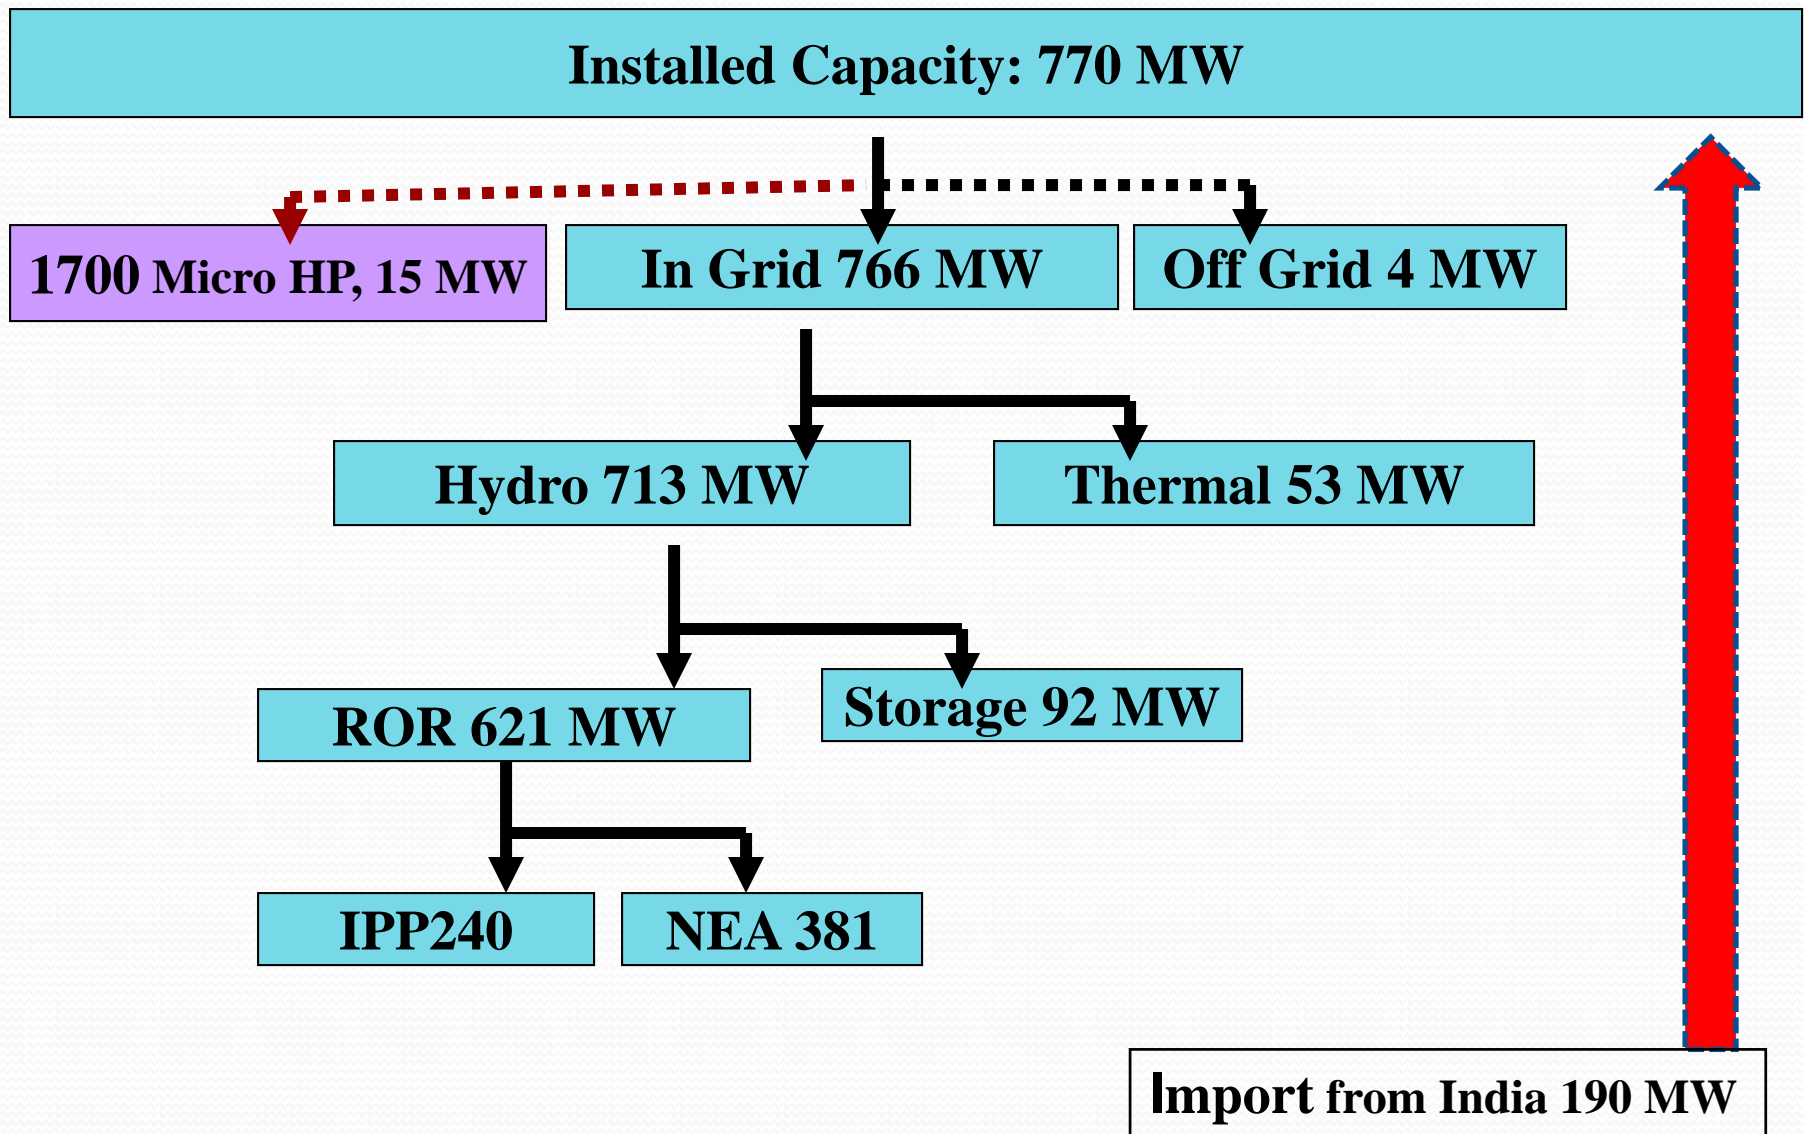 Installed Capacity: 770 MW
1700 Micro HP, 15 MW
In Grid 766 MW
Off Grid 4 MW
Hydro 713 MW
Thermal 53 MW
ROR 621 MW
Storage 92 MW
IPP240
NEA 381
Import from India 190 MW